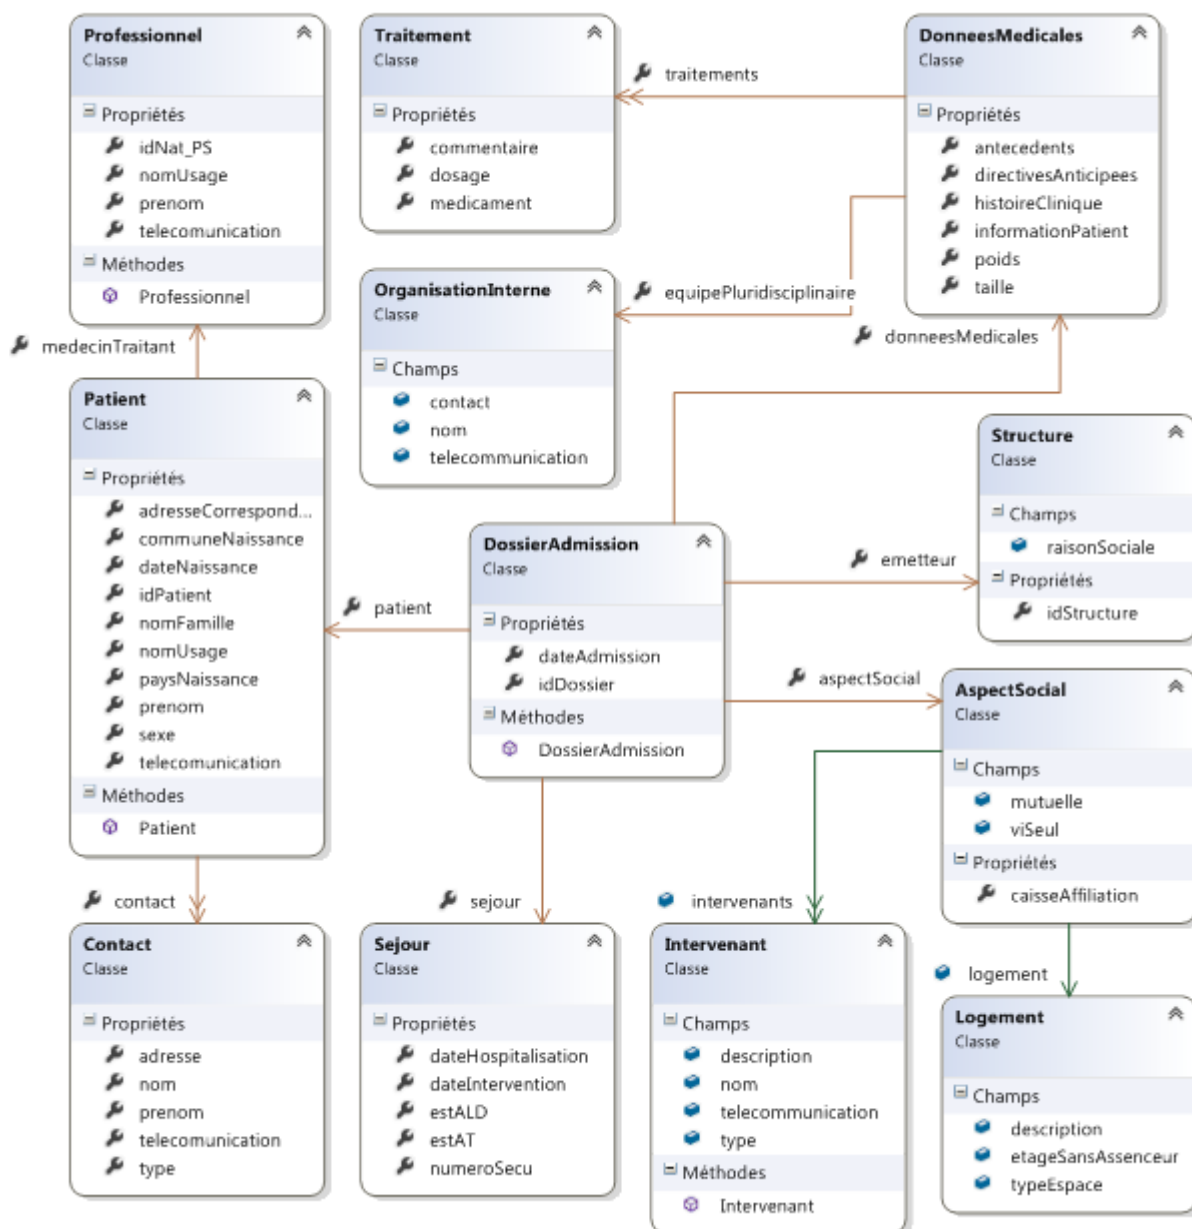 Professionnel
Classe
Propriétés
idNat_PS
nomUsage
prenom
telecomunication
Méthodes
Professionnel
Traitement
Classe
Propriétés
commentaire
dosage
medicament
traitements
DonneesMedicales
Classe
Propriétés
antecedents
directivesAnticipees
histoireClinique
informationPatient
poids
taille
OrganisationInterne
Classe
Champs
contact
nom
telecommunication
equipePluridisciplinaire
donneesMedicales
medecinTraitant
Patient
Classe
Propriétés
adresseCorrespond...
communeNaissance
dateNaissance
idPatient
nomFamille
nomUsage
paysNaissance
prenom
sexe
telecomunication
Méthodes
Patient
patient
DossierAdmission
Classe
Propriétés
dateAdmission
idDossier
Méthodes
DossierAdmission
emetteur
Structure
Classe
Champs
raisonSociale
Propriétés
idStructure
aspectSocial
AspectSocial
Classe
Champs
mutuelle
viSeul
Propriétés
caisseAffiliation
contact
sejour
intervenants
logement
Contact
Classe
Propriétés
adresse
nom
prenom
telecomunication
type
Sejour
Classe
Propriétés
dateHospitalisation
dateIntervention
estALD
estAT
numeroSecu
Intervenant
Classe
Champs
description
nom
telecommunication
type
Méthodes
Intervenant
Logement
Classe
Champs
description
etageSansAssenceur
typeEspace